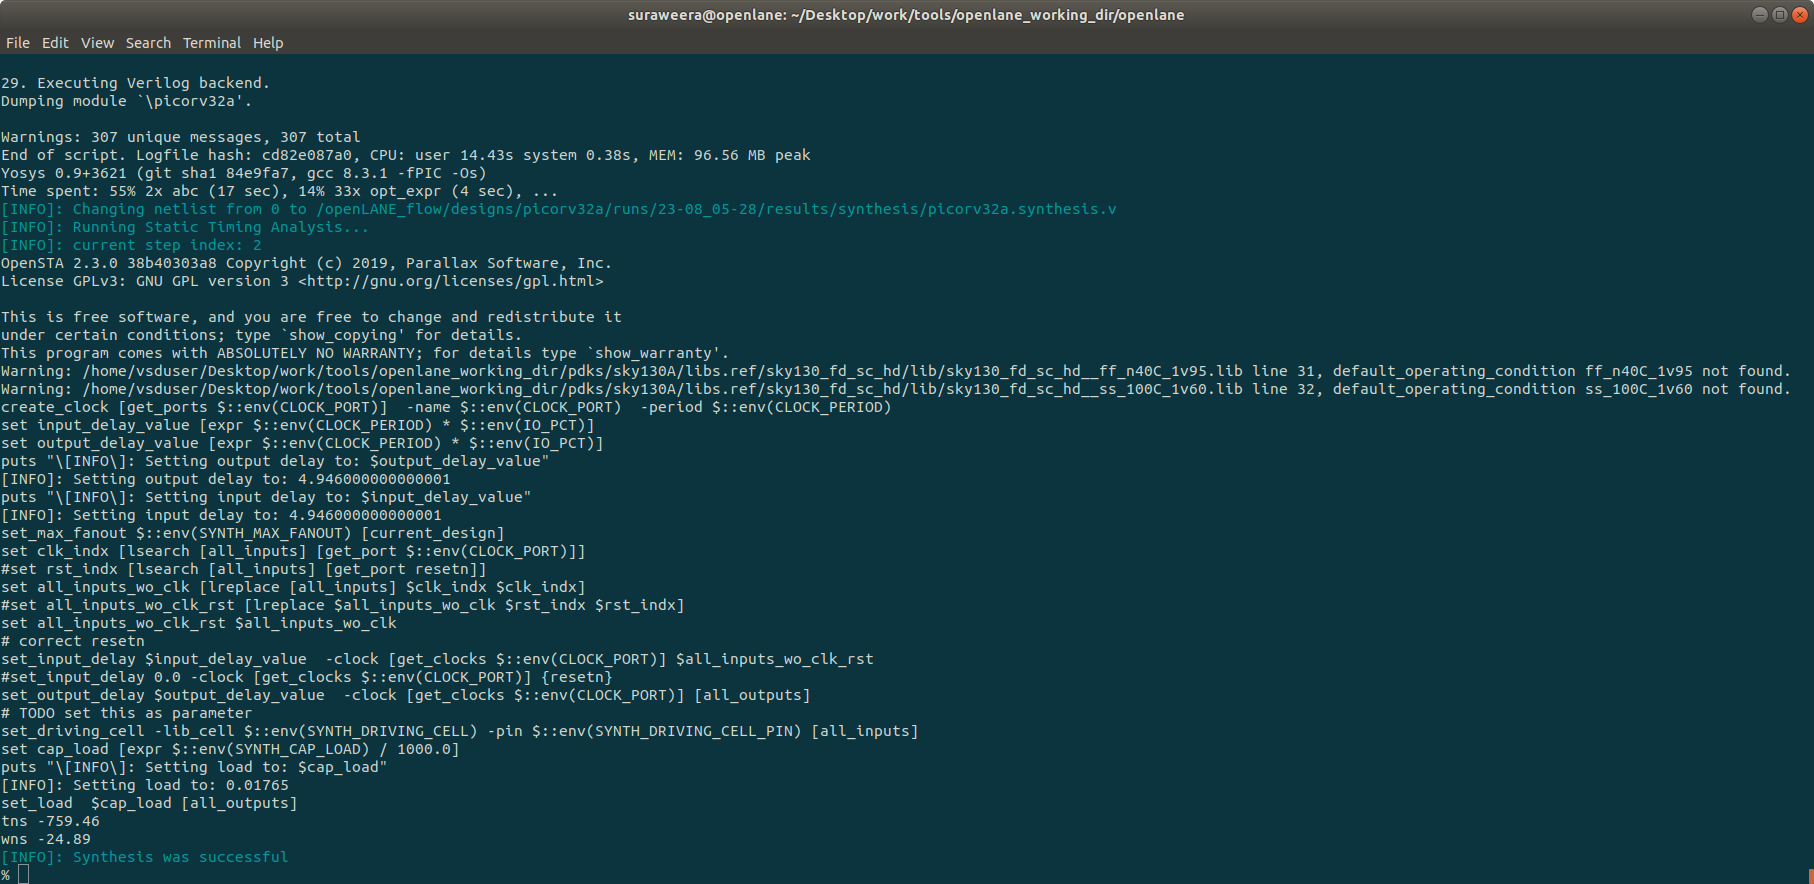 suraweera@openlane: ~/Desktop/work/tools/openlane_working_dir/openlane
File Edit View Search Terminal Help
29. Executing Verilog backend.
Dumping module `\picorv32a'.
Warnings: 307 unique messages, 307 total
End of script. Logfile hash: cd82e087a0, CPU: user 14.43s system 0.38s, MEM: 96.56 MB peak
Yosys 0.9+3621 (git sha1 84e9fa7, gcc 8.3.1 -fPIC -Os)
Time spent: 55% 2x abc (17 sec), 14% 33x opt_expr (4 sec), ...
[INFO]: Changing netlist from 0 to /openLANE_flow/designs/picorv32a/runs/23-08_05-28/results/synthesis/picorv32a.synthesis.v
[INFO]: Running Static Timing Analysis...
[INFO]: current step index: 2
OpenSTA 2.3.0 38b40303a8 Copyright (c) 2019, Parallax Software, Inc.
License GPLv3: GNU GPL version 3 <http://gnu.org/licenses/gpl.html>
This is free software, and you are free to change and redistribute it
under certain conditions; type `show_copying' for details.
This program comes with ABSOLUTELY NO WARRANTY; for details type `show_warranty'.
Warning: /home/vsduser/Desktop/work/tools/openlane_working_dir/pdks/sky130A/libs.ref/sky130_fd_sc_hd/lib/sky130_fd_sc_hd__ff_n40C_1v95.lib line 31, default_operating_condition ff_n40C_1v95 not found.
Warning: /home/vsduser/Desktop/work/tools/openlane_working_dir/pdks/sky130A/libs.ref/sky130_fd_sc_hd/lib/sky130_fd_sc_hd__ss_100C_1v60.lib line 32, default_operating_condition ss_100C_1v60 not found.
create_clock [get_ports $::env(CLOCK_PORT)]  -name $::env(CLOCK_PORT)  -period $::env(CLOCK_PERIOD)
set input_delay_value [expr $::env(CLOCK_PERIOD) * $::env(IO_PCT)]
set output_delay_value [expr $::env(CLOCK_PERIOD) * $::env(IO_PCT)]
puts "\[INFO\]: Setting output delay to: $output_delay_value"
[INFO]: Setting output delay to: 4.946000000000001
puts "\[INFO\]: Setting input delay to: $input_delay_value"
[INFO]: Setting input delay to: 4.946000000000001
set_max_fanout $::env(SYNTH_MAX_FANOUT) [current_design]
set clk_indx [lsearch [all_inputs] [get_port $::env(CLOCK_PORT)]]
#set rst_indx [lsearch [all_inputs] [get_port resetn]]
set all_inputs_wo_clk [lreplace [all_inputs] $clk_indx $clk_indx]
#set all_inputs_wo_clk_rst [lreplace $all_inputs_wo_clk $rst_indx $rst_indx]
set all_inputs_wo_clk_rst $all_inputs_wo_clk
# correct resetn
set_input_delay $input_delay_value  -clock [get_clocks $::env(CLOCK_PORT)] $all_inputs_wo_clk_rst
#set_input_delay 0.0 -clock [get_clocks $::env(CLOCK_PORT)] {resetn}
set_output_delay $output_delay_value  -clock [get_clocks $::env(CLOCK_PORT)] [all_outputs]
# TODO set this as parameter
set_driving_cell -lib_cell $::env(SYNTH_DRIVING_CELL) -pin $::env(SYNTH_DRIVING_CELL_PIN) [all_inputs]
set cap_load [expr $::env(SYNTH_CAP_LOAD) / 1000.0]
puts "\[INFO\]: Setting load to: $cap_load"
[INFO]: Setting load to: 0.01765
set_load  $cap_load [all_outputs]
tns -759.46
wns -24.89
[INFO]: Synthesis was successful
%